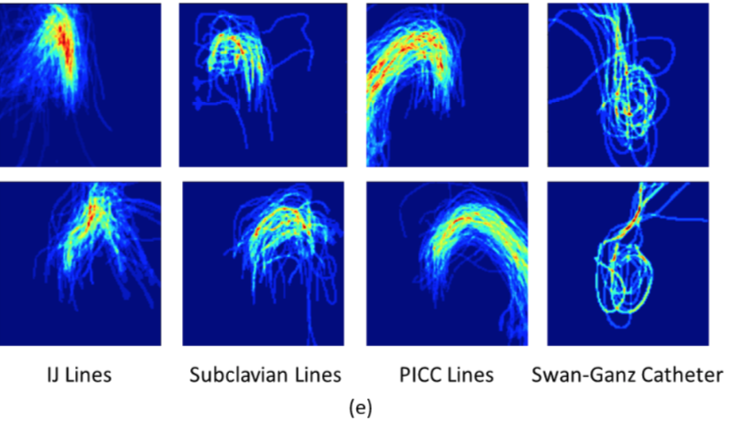 IJ Lines Subclavian Lines PICC Lines Swan-Ganz Catheter
(e)